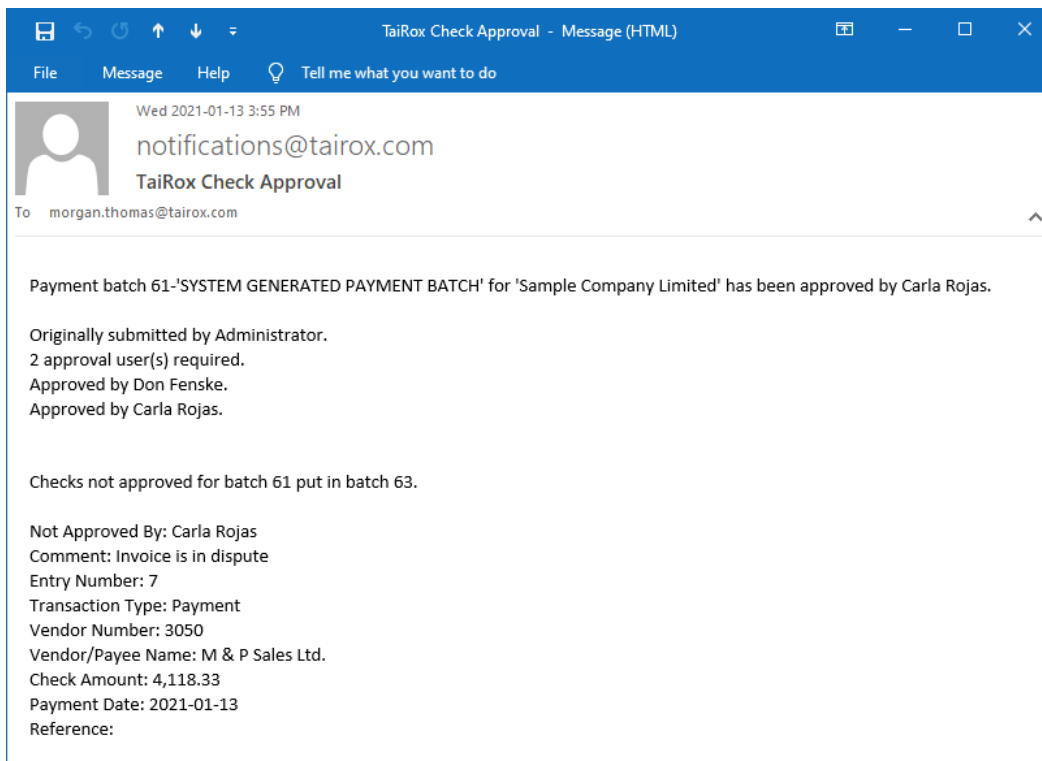 TaiRox Check Approval - Message (HTML)
File Message Help Tell me what you want to do
Wed 2021-01-13 3:55 PM
notifications@tairox.com
TaiRox Check Approval
To morgan.thomas@tairox.com
Payment batch 61-'SYSTEM GENERATED PAYMENT BATCH' for 'Sample Company Limited' has been approved by Carla Rojas.
Originally submitted by Administrator.
2 approval user(s) required.
Approved by Don Fenske.
Approved by Carla Rojas.
Checks not approved for batch 61 put in batch 63.
Not Approved By: Carla Rojas
Comment: Invoice is in dispute
Entry Number: 7
Transaction Type: Payment
Vendor Number: 3050
Vendor/Payee Name: M & P Sales Ltd.
Check Amount: 4,118.33
Payment Date: 2021-01-13
Reference: